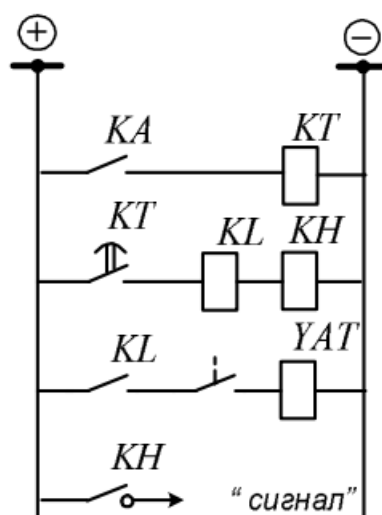 + −
KA KT
KT KL KH
KL YAT
KH
“ сигнал”